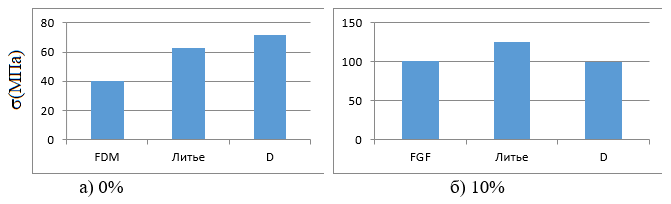 σ(МПа)
80
60
40
20
0
FDM Литье D
а) 0%
150
100
50
0
FGF Литье D
б) 10%